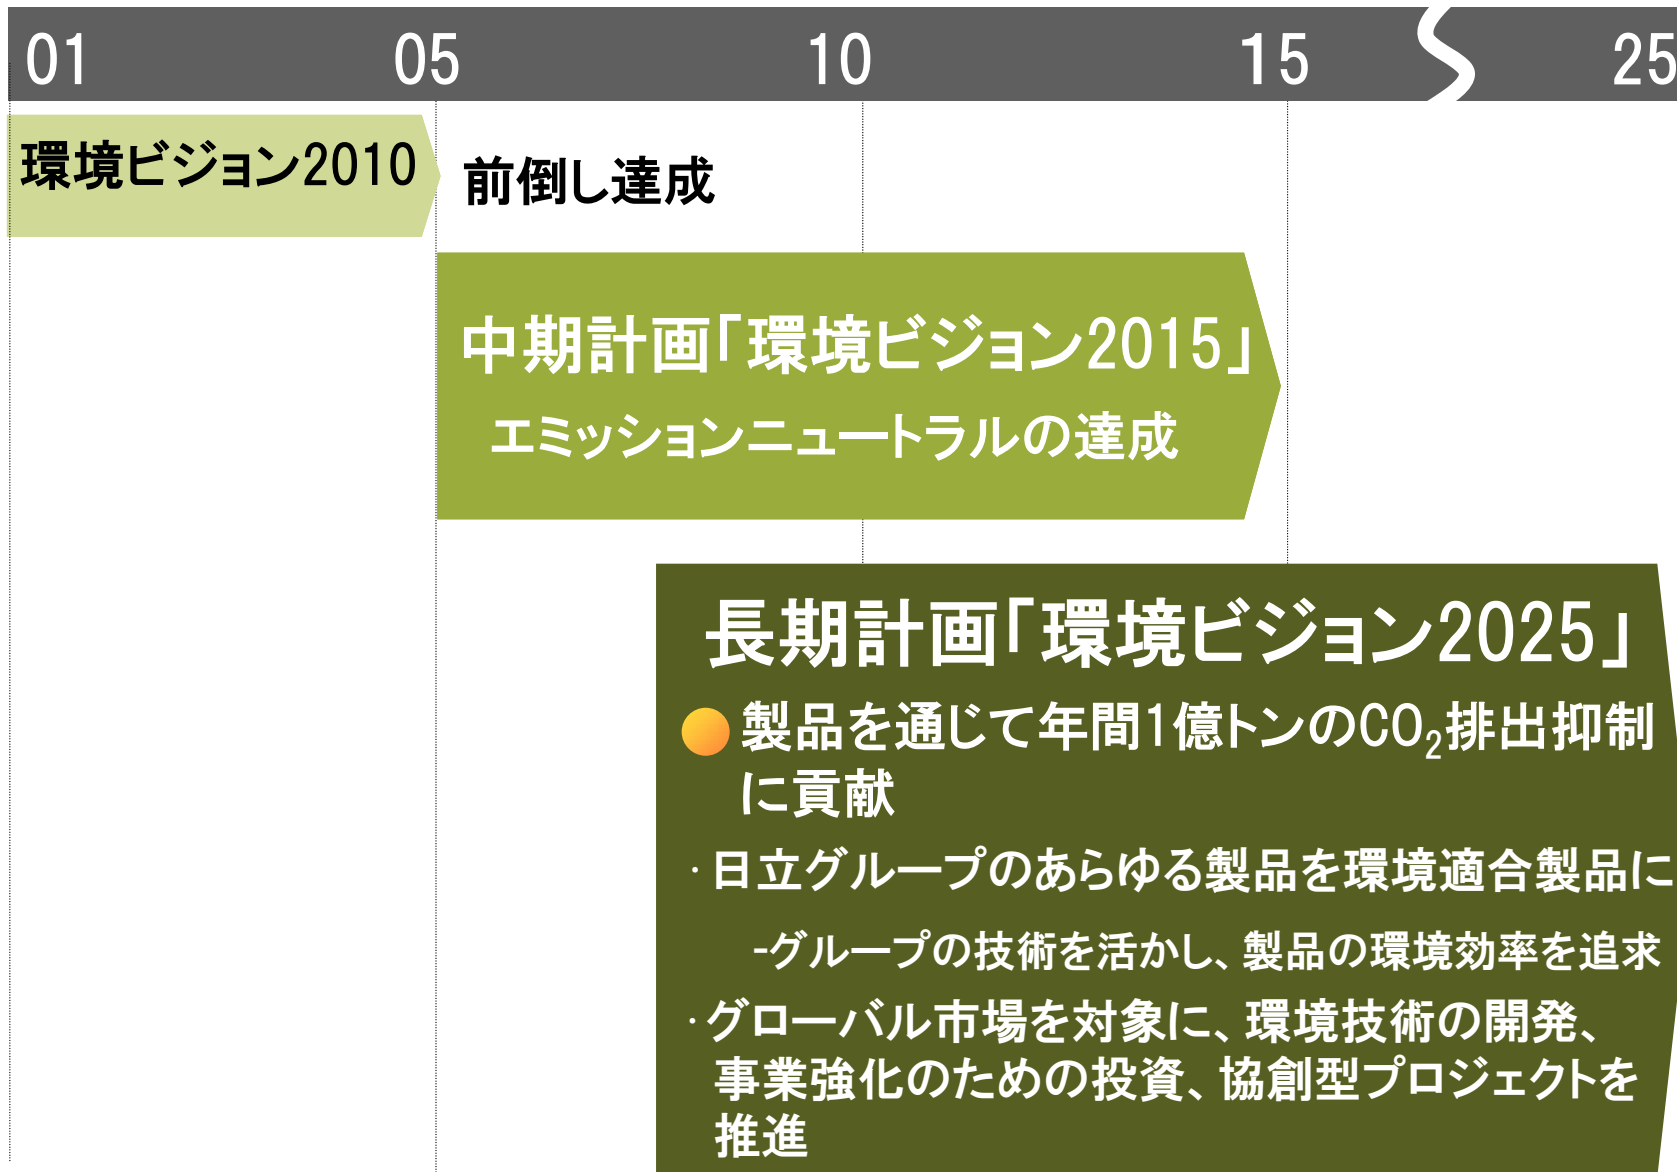 01 05 10 15 25
環境ビジョン2010
前倒し達成
中期計画「環境ビジョン2015」
エミッションニュートラルの達成
長期計画「環境ビジョン2025」
製品を通じて年間1億トンのCO₂排出抑制
に貢献
・日立グループのあらゆる製品を環境適合製品に
-グループの技術を活かし、製品の環境効率を追求
・グローバル市場を対象に、環境技術の開発、
事業強化のための投資、協創型プロジェクトを
推進